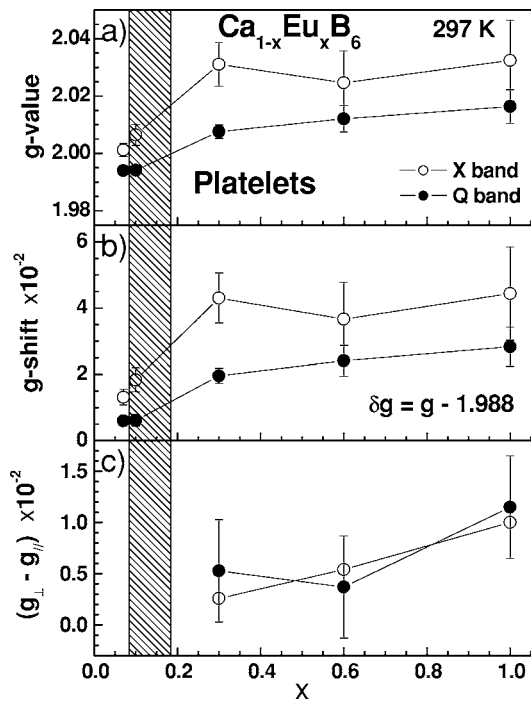 a)
Ca1-xEuxB6
297 K
2.04
2.02
2.00
1.98
g-value
Platelets
X band
Q band
b)
6
4
2
0
g-shift x10-2
δg = g - 1.988
c)
1.5
1.0
0.5
0.0
(g⊥ - g//) x10-2
0.0 0.2 0.4 0.6 0.8 1.0
X